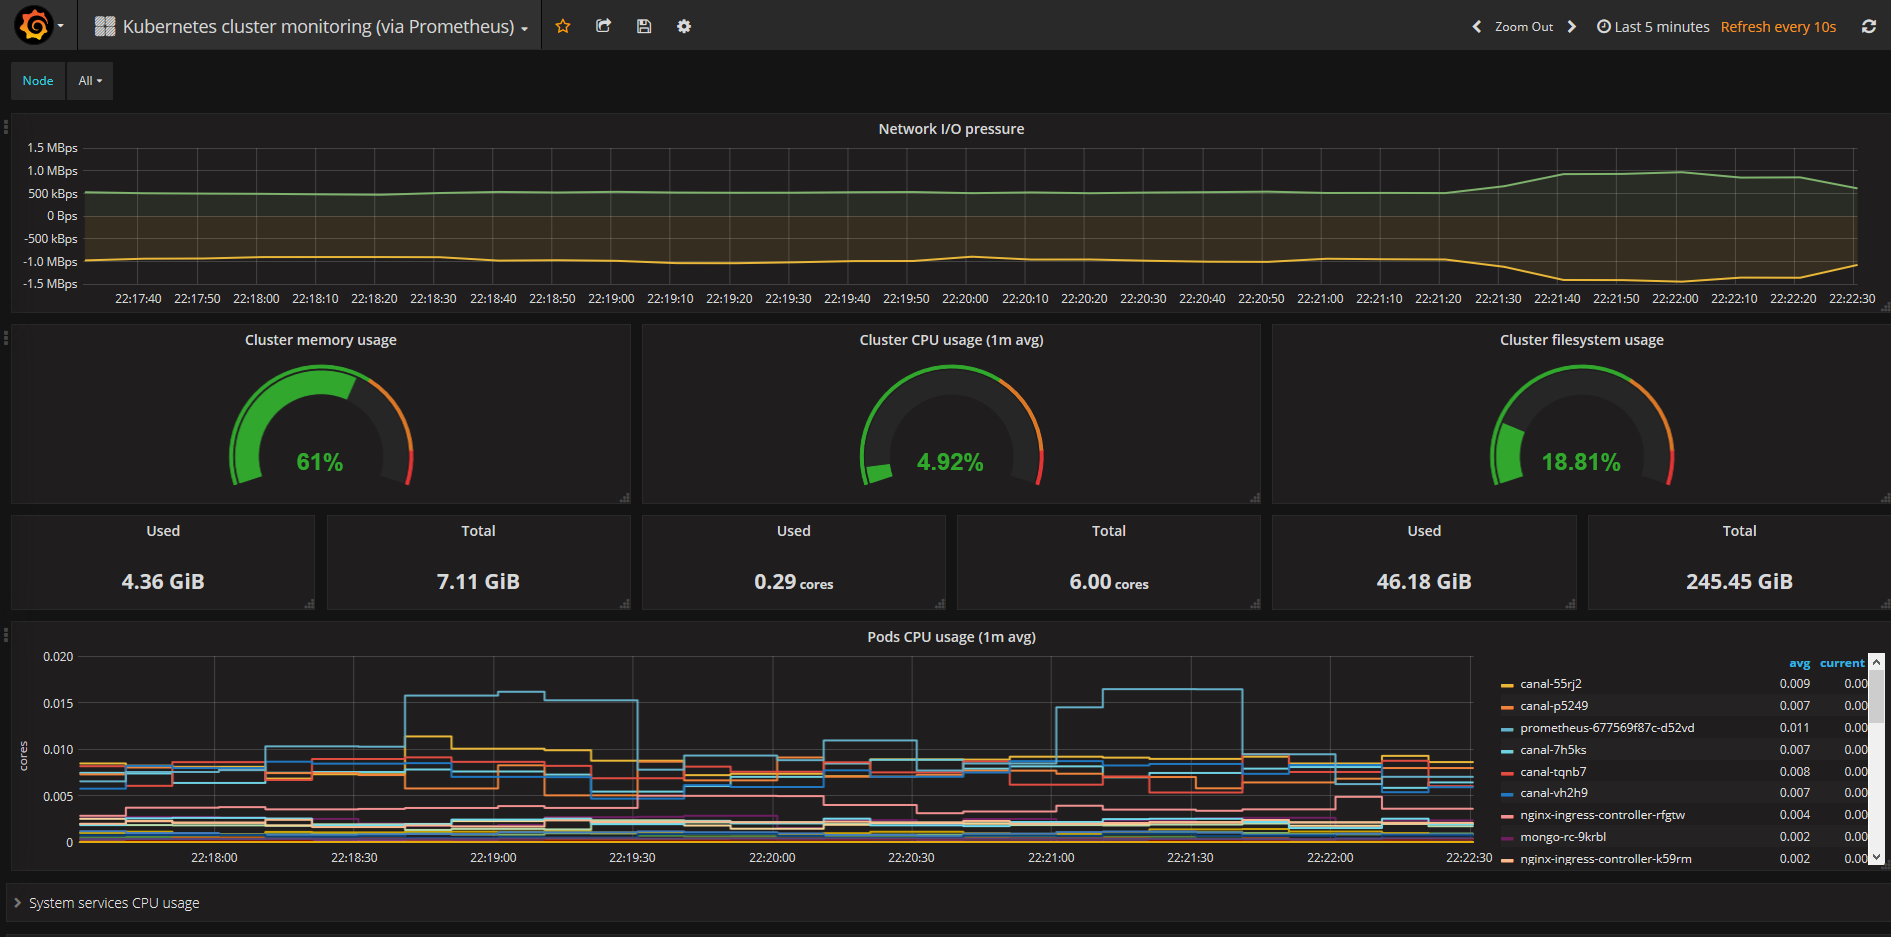 Kubernetes cluster monitoring (via Prometheus)
Zoom Out
Last 5 minutes
Refresh every 10s
Node
All
Network I/O pressure
1.5 MBps
1.0 MBps
500 kBps
0 Bps
-500 kBps
-1.0 MBps
-1.5 MBps
22:17:40 22:17:50 22:18:00 22:18:10 22:18:20 22:18:30 22:18:40 22:18:50 22:19:00 22:19:10 22:19:20 22:19:30 22:19:40 22:19:50 22:20:00 22:20:10 22:20:20 22:20:30 22:20:40 22:20:50 22:21:00 22:21:10 22:21:20 22:21:30 22:21:40 22:21:50 22:22:00 22:22:10 22:22:20 22:22:30
Cluster memory usage
61%
Cluster CPU usage (1m avg)
4.92%
Cluster filesystem usage
18.81%
Used
4.36 GiB
Total
7.11 GiB
Used
0.29 cores
Total
6.00 cores
Used
46.18 GiB
Total
245.45 GiB
Pods CPU usage (1m avg)
cores
0.020
0.015
0.010
0.005
0
22:18:00 22:18:30 22:19:00 22:19:30 22:20:00 22:20:30 22:21:00 22:21:30 22:22:00 22:22:30
avg current
canal-55rj2 0.009 0.00
canal-p5249 0.007 0.00
prometheus-677569f87c-d52vd 0.011 0.00
canal-7h5ks 0.007 0.00
canal-tqnb7 0.008 0.00
canal-vh2h9 0.007 0.00
nginx-ingress-controller-rfgtw 0.004 0.00
mongo-rc-9krbl 0.002 0.00
nginx-ingress-controller-k59rm 0.002 0.00
System services CPU usage